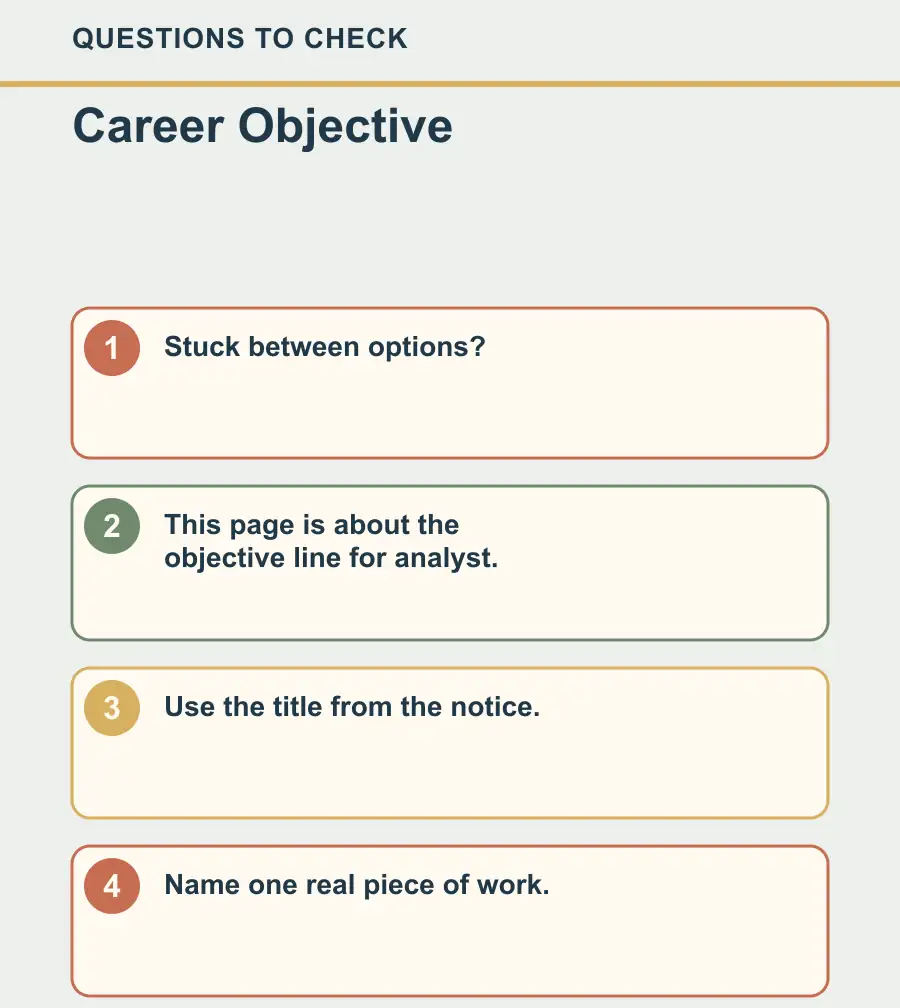 QUESTIONS TO CHECK
Career Objective
1
Stuck between options?
2
This page is about the
objective line for analyst.
3
Use the title from the notice.
4
Name one real piece of work.